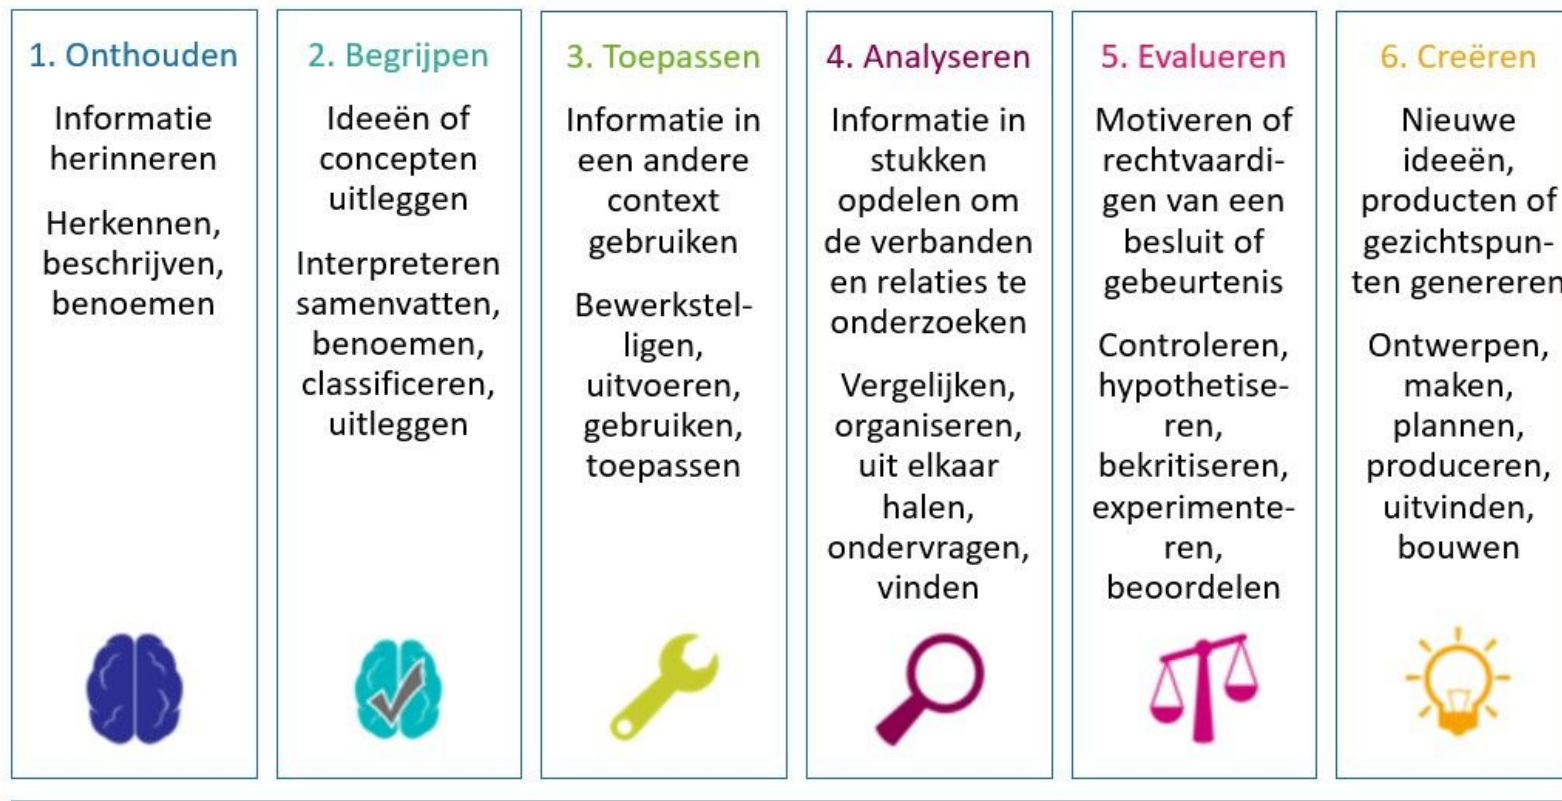 1. Onthouden
Informatie
herinneren
Herkennen,
beschrijven,
benoemen
2. Begrijpen
Ideeën of
concepten
uitleggen
Interpreteren
samenvatten,
benoemen,
classificeren,
uitleggen
3. Toepassen
Informatie in
een andere
context
gebruiken
Bewerkstel-
ligen,
uitvoeren,
gebruiken,
toepassen
4. Analyseren
Informatie in
stukken
opdelen om
de verbanden
en relaties te
onderzoeken
Vergelijken,
organiseren,
uit elkaar
halen,
ondervragen,
vinden
5. Evalueren
Motiveren of
rechtvaardi-
gen van een
besluit of
gebeurtenis
Controleren,
hypothetise-
ren,
bekritiseren,
experimente-
ren,
beoordelen
6. Creëren
Nieuwe
ideeën,
producten of
gezichtspun-
ten genereren
Ontwerpen,
maken,
plannen,
produceren,
uitvinden,
bouwen